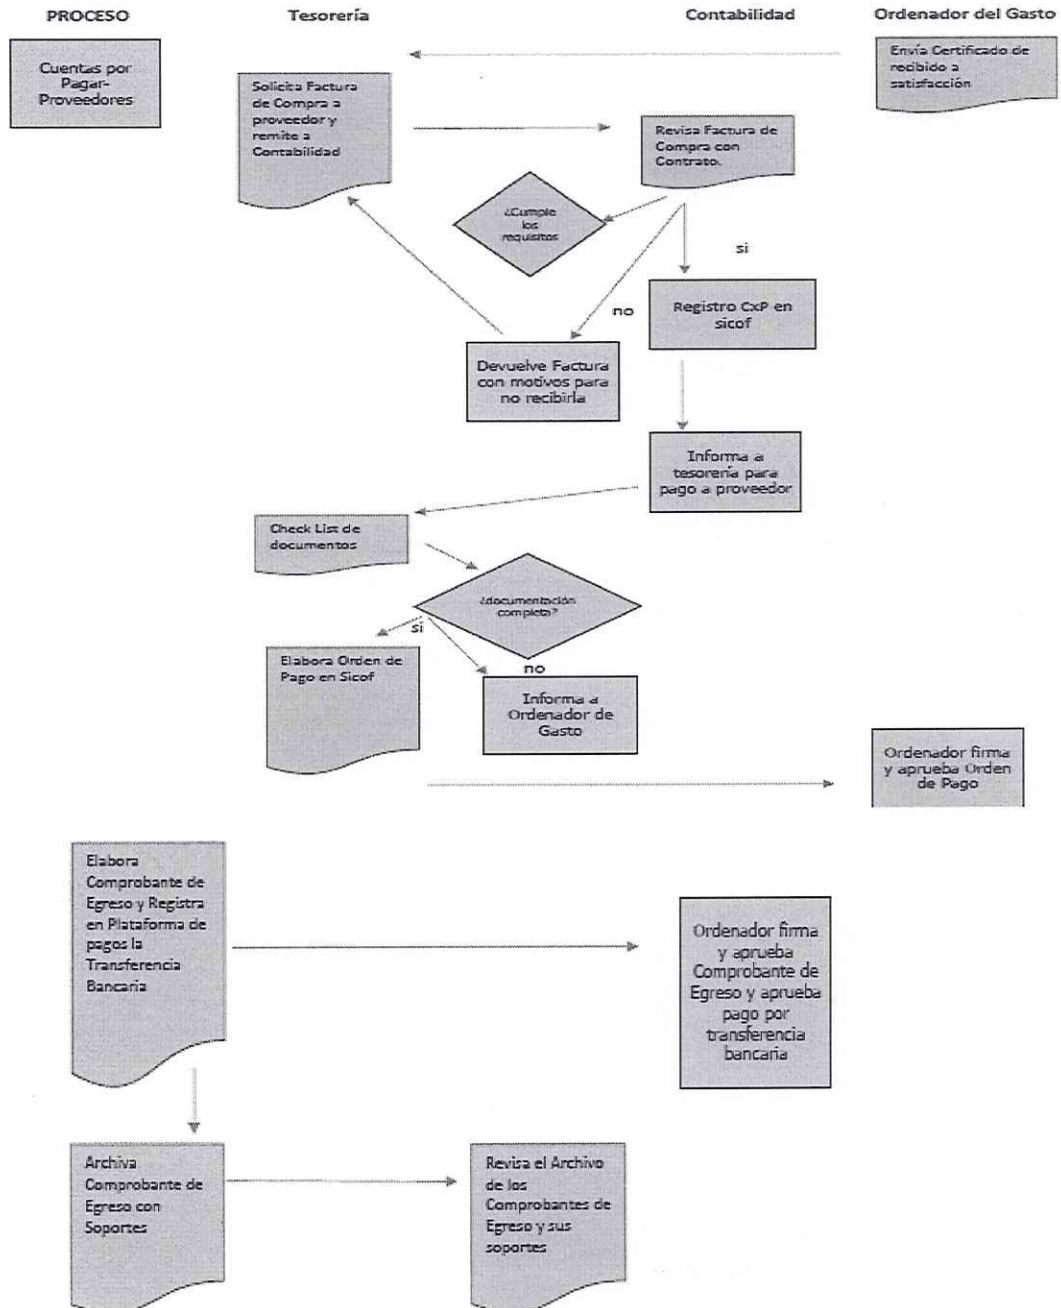 PROCESO
Tesorería
Contabilidad
Ordenador del Gasto
Cuentas por
Pagar-
Proveedores
Envía Certificado de
recibido a
satisfacción
Solicita Factura
de Compra a
proveedor y
remite a
Contabilidad
Revisa Factura de
Compra con
Contrato.
¿Cumple
los
requisitos
si
no
Registro CxP en
sicof
Devuelve Factura
con motivos para
no recibirla
Informa a
tesorería para
pago a proveedor
Check List de
documentos
¿documentación
completa?
si
no
Elabora Orden de
Pago en Sicof
Informa a
Ordenador de
Gasto
Ordenador firma
y aprueba Orden
de Pago
Elabora
Comprobante de
Egreso y Registra
en Plataforma de
pagos la
Transferencia
Bancaria
Ordenador firma
y aprueba
Comprobante de
Egreso y aprueba
pago por
transferencia
bancaria
Archiva
Comprobante de
Egreso con
Soportes
Revisa el Archivo
de los
Comprobantes de
Egreso y sus
soportes